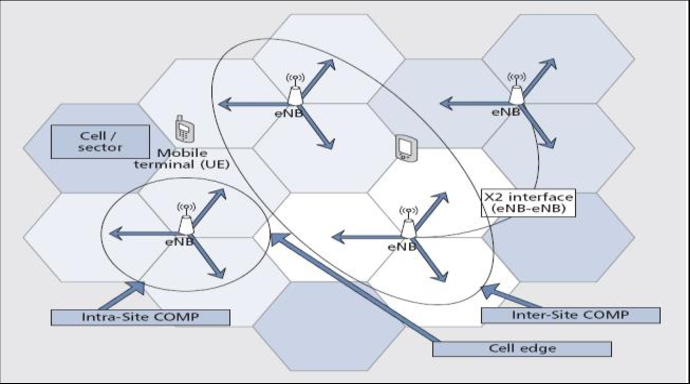 eNB
eNB
Cell /
sector
Mobile
terminal (UE)
X2 interface
(eNB-eNB)
eNB
eNB
Intra-Site COMP
Inter-Site COMP
Cell edge